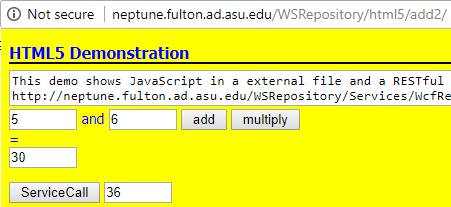 Not secure | neptune.fulton.ad.asu.edu/WSRepository/html5/add2/
HTML5 Demonstration
This demo shows JavaScript in a external file and a RESTful
http://neptune.fulton.ad.asu.edu/WSRepository/Services/WcfRe
5 and 6 add multiply
=
30
ServiceCall 36